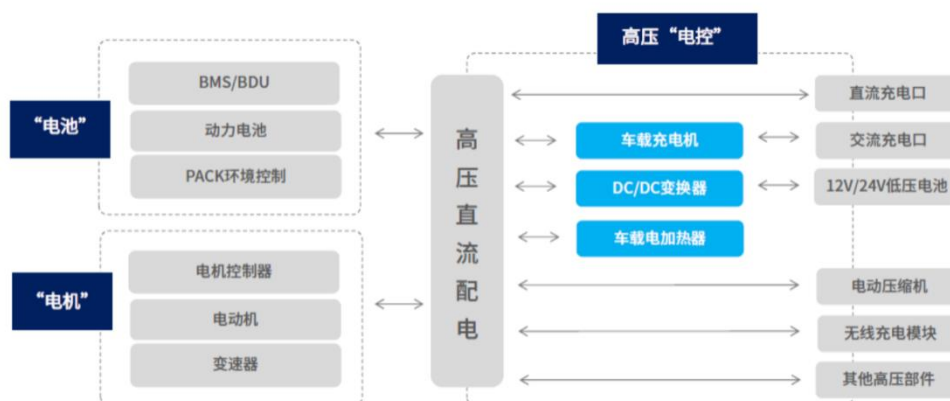 高压“电控”
“电池”
BMS/BDU
动力电池
PACK环境控制
“电机”
电机控制器
电动机
变速器
高压直流配电
直流充电口
车载充电机
交流充电口
DC/DC变换器
12V/24V低压电池
车载电加热器
电动压缩机
无线充电模块
其他高压部件